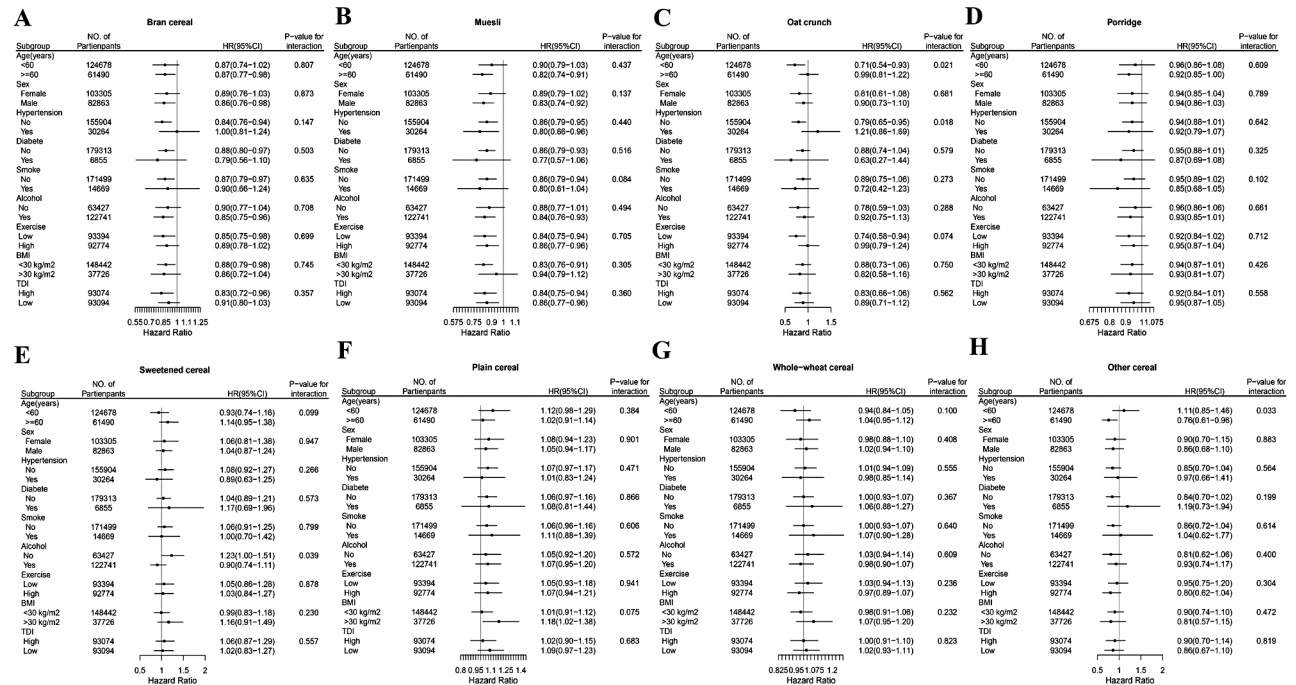 A
Bran cereal
NO. of P-value for
Subgroup Partienpants HR(95%CI) interaction
Age(years)
<60 124678 0.87(0.74−1.02) 0.807
>=60 61490 0.87(0.77−0.98)
Sex
Female 103305 0.89(0.76−1.03) 0.873
Male 82863 0.86(0.76−0.98)
Hypertension
No 155904 0.84(0.76−0.94) 0.147
Yes 30264 1.00(0.81−1.24)
Diabete
No 179313 0.88(0.80−0.97) 0.503
Yes 6855 0.79(0.56−1.10)
Smoke
No 171499 0.87(0.79−0.97) 0.635
Yes 14669 0.90(0.66−1.24)
Alcohol
No 63427 0.90(0.77−1.04) 0.708
Yes 122741 0.85(0.75−0.96)
Exercise
Low 93394 0.85(0.75−0.98) 0.699
High 92774 0.89(0.78−1.02)
BMI
<30 kg/m2 148442 0.88(0.79−0.98) 0.745
>30 kg/m2 37726 0.86(0.72−1.04)
TDI
High 93074 0.83(0.72−0.96) 0.357
Low 93094 0.91(0.80−1.03)
0.55 0.7 0.85 1 1.1 1.25
Hazard Ratio
B
Muesli
NO. of P-value for
Subgroup Partienpants HR(95%CI) interaction
Age(years)
<60 124678 0.90(0.79−1.03) 0.437
>=60 61490 0.82(0.74−0.91)
Sex
Female 103305 0.89(0.79−1.02) 0.137
Male 82863 0.83(0.74−0.92)
Hypertension
No 155904 0.86(0.79−0.95) 0.440
Yes 30264 0.80(0.66−0.96)
Diabete
No 179313 0.86(0.79−0.93) 0.516
Yes 6855 0.77(0.57−1.06)
Smoke
No 171499 0.86(0.79−0.94) 0.084
Yes 14669 0.80(0.61−1.04)
Alcohol
No 63427 0.88(0.77−1.01) 0.494
Yes 122741 0.84(0.76−0.93)
Exercise
Low 93394 0.84(0.75−0.94) 0.705
High 92774 0.86(0.77−0.96)
BMI
<30 kg/m2 148442 0.83(0.76−0.91) 0.305
>30 kg/m2 37726 0.94(0.79−1.12)
TDI
High 93074 0.84(0.75−0.94) 0.360
Low 93094 0.86(0.77−0.96)
0.575 0.75 0.9 1.1
Hazard Ratio
C
Oat crunch
NO. of P-value for
Subgroup Partienpants HR(95%CI) interaction
Age(years)
<60 124678 0.71(0.54−0.93) 0.021
>=60 61490 0.99(0.81−1.22)
Sex
Female 103305 0.81(0.61−1.08) 0.681
Male 82863 0.90(0.73−1.10)
Hypertension
No 155904 0.79(0.65−0.95) 0.018
Yes 30264 1.21(0.86−1.69)
Diabete
No 179313 0.88(0.74−1.04) 0.579
Yes 6855 0.63(0.27−1.44)
Smoke
No 171499 0.89(0.75−1.06) 0.273
Yes 14669 0.72(0.42−1.23)
Alcohol
No 63427 0.78(0.59−1.03) 0.288
Yes 122741 0.92(0.75−1.13)
Exercise
Low 93394 0.74(0.58−0.94) 0.074
High 92774 0.99(0.79−1.24)
BMI
<30 kg/m2 148442 0.88(0.73−1.06) 0.750
>30 kg/m2 37726 0.82(0.58−1.16)
TDI
High 93074 0.83(0.66−1.06) 0.562
Low 93094 0.89(0.71−1.12)
0.5 1 1.5
Hazard Ratio
D
Porridge
NO. of P-value for
Subgroup Partienpants HR(95%CI) interaction
Age(years)
<60 124678 0.96(0.86−1.08) 0.609
>=60 61490 0.92(0.85−1.00)
Sex
Female 103305 0.94(0.85−1.04) 0.789
Male 82863 0.94(0.86−1.03)
Hypertension
No 155904 0.94(0.88−1.01) 0.642
Yes 30264 0.92(0.79−1.07)
Diabete
No 179313 0.95(0.88−1.01) 0.325
Yes 6855 0.87(0.69−1.08)
Smoke
No 171499 0.95(0.89−1.02) 0.102
Yes 14669 0.85(0.68−1.05)
Alcohol
No 63427 0.96(0.86−1.06) 0.661
Yes 122741 0.93(0.85−1.01)
Exercise
Low 93394 0.92(0.84−1.02) 0.712
High 92774 0.95(0.87−1.04)
BMI
<30 kg/m2 148442 0.94(0.87−1.01) 0.426
>30 kg/m2 37726 0.93(0.81−1.07)
TDI
High 93074 0.92(0.84−1.01) 0.558
Low 93094 0.95(0.87−1.05)
0.675 0.8 0.9 1 1.075
Hazard Ratio
E
Sweetened cereal
NO. of P-value for
Subgroup Partienpants HR(95%CI) interaction
Age(years)
<60 124678 0.93(0.74−1.16) 0.099
>=60 61490 1.14(0.95−1.38)
Sex
Female 103305 1.06(0.81−1.38) 0.947
Male 82863 1.04(0.87−1.24)
Hypertension
No 155904 1.08(0.92−1.27) 0.266
Yes 30264 0.89(0.63−1.25)
Diabete
No 179313 1.04(0.89−1.21) 0.573
Yes 6855 1.17(0.69−1.96)
Smoke
No 171499 1.06(0.91−1.25) 0.799
Yes 14669 1.00(0.70−1.42)
Alcohol
No 63427 1.23(1.00−1.51) 0.039
Yes 122741 0.90(0.74−1.11)
Exercise
Low 93394 1.05(0.86−1.28) 0.878
High 92774 1.03(0.84−1.27)
BMI
<30 kg/m2 148442 0.99(0.83−1.18) 0.230
>30 kg/m2 37726 1.16(0.91−1.49)
TDI
High 93074 1.06(0.87−1.29) 0.557
Low 93094 1.02(0.83−1.27)
0.5 1 1.5 2
Hazard Ratio
F
Plain cereal
NO. of P-value for
Subgroup Partienpants HR(95%CI) interaction
Age(years)
<60 124678 1.12(0.98−1.29) 0.384
>=60 61490 1.02(0.91−1.14)
Sex
Female 103305 1.08(0.94−1.23) 0.901
Male 82863 1.05(0.94−1.17)
Hypertension
No 155904 1.07(0.97−1.17) 0.471
Yes 30264 1.01(0.83−1.24)
Diabete
No 179313 1.06(0.97−1.16) 0.866
Yes 6855 1.08(0.81−1.44)
Smoke
No 171499 1.06(0.96−1.16) 0.606
Yes 14669 1.11(0.88−1.39)
Alcohol
No 63427 1.05(0.92−1.20) 0.572
Yes 122741 1.07(0.95−1.20)
Exercise
Low 93394 1.05(0.93−1.18) 0.941
High 92774 1.07(0.94−1.21)
BMI
<30 kg/m2 148442 1.01(0.91−1.12) 0.075
>30 kg/m2 37726 1.18(1.02−1.38)
TDI
High 93074 1.02(0.90−1.15) 0.683
Low 93094 1.09(0.97−1.23)
0.8 0.95 1.1 1.25 1.4
Hazard Ratio
G
Whole−wheat cereal
NO. of P-value for
Subgroup Partienpants HR(95%CI) interaction
Age(years)
<60 124678 0.94(0.84−1.05) 0.100
>=60 61490 1.04(0.95−1.12)
Sex
Female 103305 0.98(0.88−1.10) 0.408
Male 82863 1.02(0.94−1.10)
Hypertension
No 155904 1.01(0.94−1.09) 0.555
Yes 30264 0.98(0.85−1.14)
Diabete
No 179313 1.00(0.93−1.07) 0.367
Yes 6855 1.06(0.88−1.27)
Smoke
No 171499 1.00(0.93−1.07) 0.640
Yes 14669 1.07(0.90−1.28)
Alcohol
No 63427 1.03(0.94−1.14) 0.609
Yes 122741 0.98(0.90−1.07)
Exercise
Low 93394 1.03(0.94−1.13) 0.236
High 92774 0.97(0.89−1.07)
BMI
<30 kg/m2 148442 0.98(0.91−1.06) 0.232
>30 kg/m2 37726 1.07(0.95−1.20)
TDI
High 93074 1.00(0.91−1.10) 0.823
Low 93094 1.02(0.93−1.11)
0.825 0.95 1.075 1.2
Hazard Ratio
H
Other cereal
NO. of P-value for
Subgroup Partienpants HR(95%CI) interaction
Age(years)
<60 124678 1.11(0.85−1.46) 0.033
>=60 61490 0.76(0.61−0.96)
Sex
Female 103305 0.90(0.70−1.15) 0.883
Male 82863 0.86(0.68−1.10)
Hypertension
No 155904 0.85(0.70−1.04) 0.564
Yes 30264 0.97(0.66−1.41)
Diabete
No 179313 0.84(0.70−1.02) 0.199
Yes 6855 1.19(0.73−1.94)
Smoke
No 171499 0.86(0.72−1.04) 0.614
Yes 14669 1.04(0.62−1.77)
Alcohol
No 63427 0.81(0.62−1.06) 0.400
Yes 122741 0.93(0.74−1.17)
Exercise
Low 93394 0.95(0.75−1.20) 0.304
High 92774 0.80(0.62−1.04)
BMI
<30 kg/m2 148442 0.90(0.74−1.10) 0.472
>30 kg/m2 37726 0.81(0.57−1.15)
TDI
High 93074 0.90(0.70−1.14) 0.819
Low 93094 0.86(0.67−1.10)
0.5 1 1.5 2
Hazard Ratio